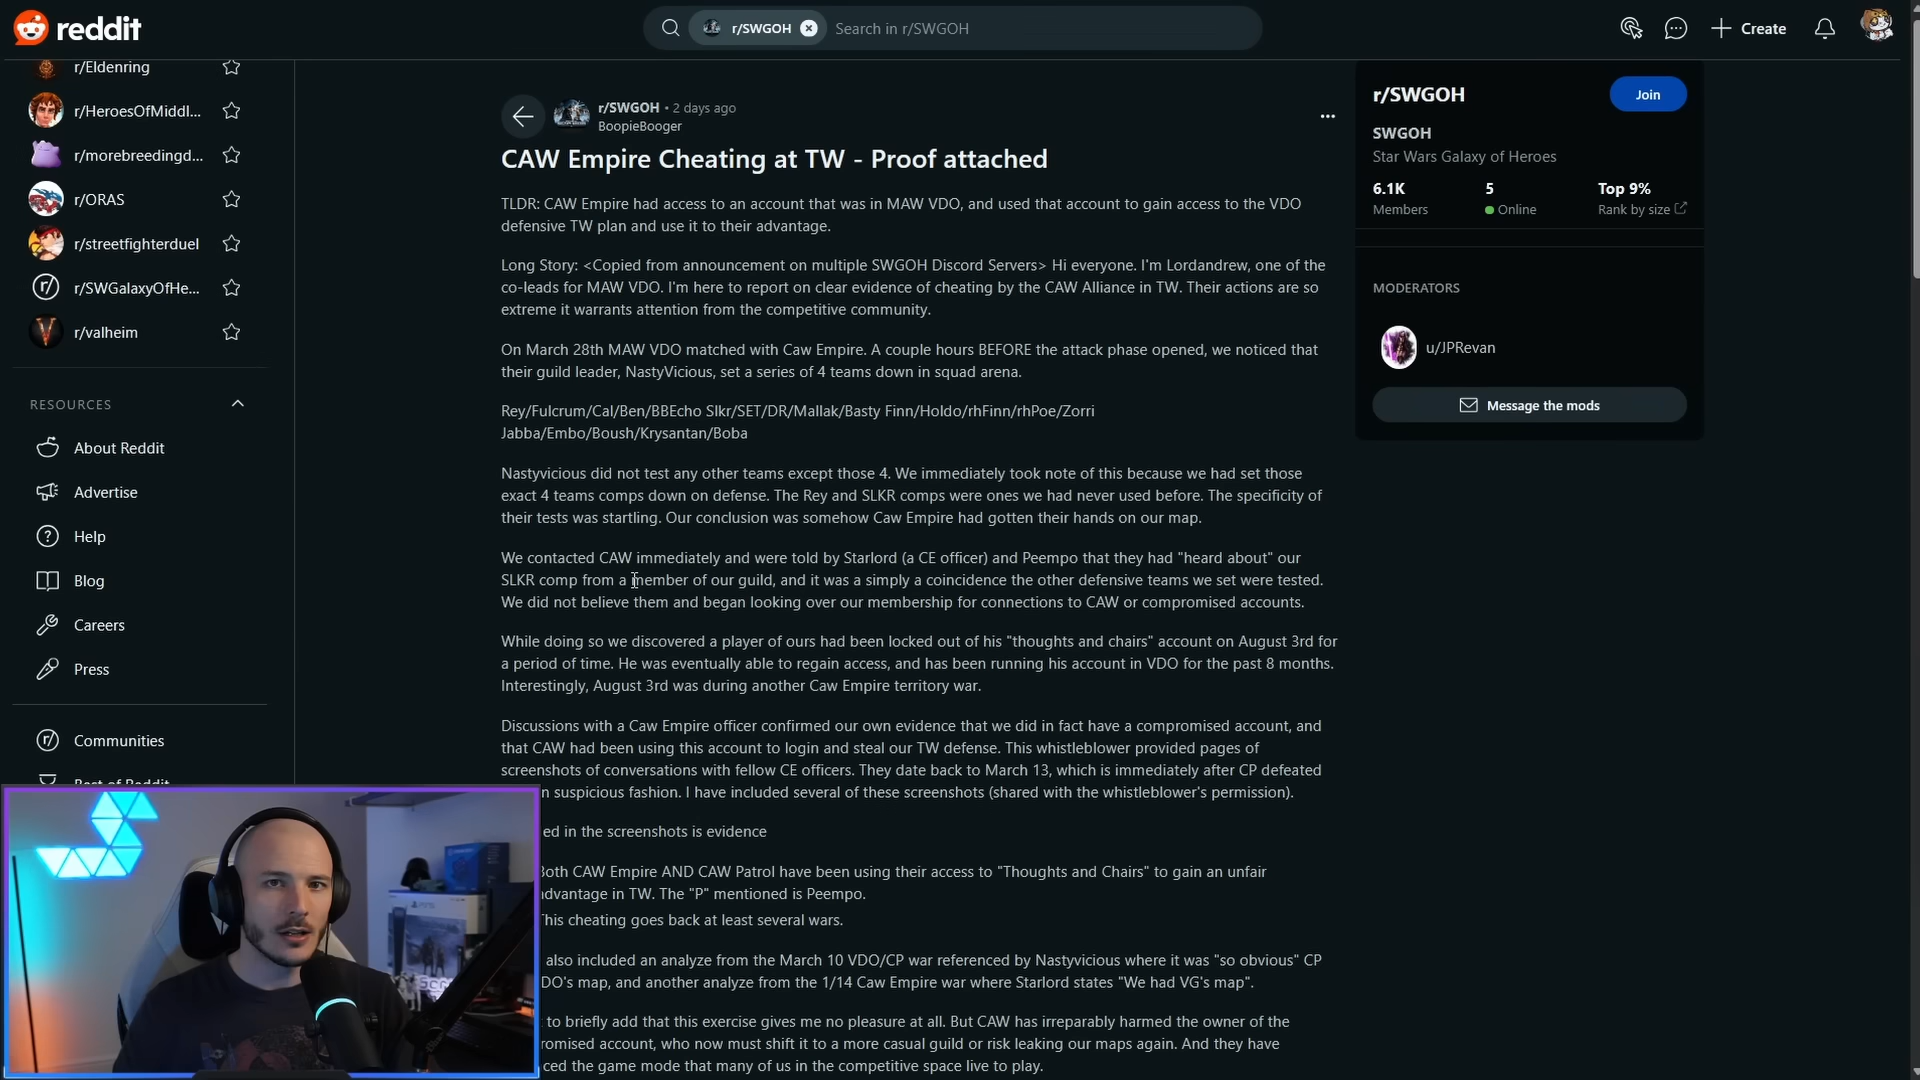 reddit
r/SWGOH
Search in r/SWGOH
Create
r/Eldenring
r/HeroesOfMiddl...
r/morebreedingd...
r/ORAS
r/streetfighterduel
r/SWGalaxyOfHe...
r/valheim
RESOURCES
About Reddit
Advertise
Help
Blog
Careers
Press
Communities
Best of Reddit
r/SWGOH • 2 days ago
BoopieBooger
CAW Empire Cheating at TW - Proof attached
TLDR: CAW Empire had access to an account that was in MAW VDO, and used that account to gain access to the VDO
defensive TW plan and use it to their advantage.
Long Story: <Copied from announcement on multiple SWGOH Discord Servers> Hi everyone. I'm Lordandrew, one of the
co-leads for MAW VDO. I'm here to report on clear evidence of cheating by the CAW Alliance in TW. Their actions are so
extreme it warrants attention from the competitive community.
On March 28th MAW VDO matched with Caw Empire. A couple hours BEFORE the attack phase opened, we noticed that
their guild leader, NastyVicious, set a series of 4 teams down in squad arena.
Rey/Fulcrum/Cal/Ben/BBEcho Slkr/SET/DR/Mallak/Basty Finn/Holdo/rhFinn/rhPoe/Zorri
Jabba/Embo/Boush/Krysantan/Boba
Nastyvicious did not test any other teams except those 4. We immediately took note of this because we had set those
exact 4 teams comps down on defense. The Rey and SLKR comps were ones we had never used before. The specificity of
their tests was startling. Our conclusion was somehow Caw Empire had gotten their hands on our map.
We contacted CAW immediately and were told by Starlord (a CE officer) and Peempo that they had "heard about" our
SLKR comp from a member of our guild, and it was a simply a coincidence the other defensive teams we set were tested.
We did not believe them and began looking over our membership for connections to CAW or compromised accounts.
While doing so we discovered a player of ours had been locked out of his "thoughts and chairs" account on August 3rd for
a period of time. He was eventually able to regain access, and has been running his account in VDO for the past 8 months.
Interestingly, August 3rd was during another Caw Empire territory war.
Discussions with a Caw Empire officer confirmed our own evidence that we did in fact have a compromised account, and
that CAW had been using this account to login and steal our TW defense. This whistleblower provided pages of
screenshots of conversations with fellow CE officers. They date back to March 13, which is immediately after CP defeated
n suspicious fashion. I have included several of these screenshots (shared with the whistleblower's permission).
ed in the screenshots is evidence
Both CAW Empire AND CAW Patrol have been using their access to "Thoughts and Chairs" to gain an unfair
advantage in TW. The "P" mentioned is Peempo.
This cheating goes back at least several wars.
also included an analyze from the March 10 VDO/CP war referenced by Nastyvicious where it was "so obvious" CP
DO's map, and another analyze from the 1/14 Caw Empire war where Starlord states "We had VG's map".
to briefly add that this exercise gives me no pleasure at all. But CAW has irreparably harmed the owner of the
romised account, who now must shift it to a more casual guild or risk leaking our maps again. And they have
ced the game mode that many of us in the competitive space live to play.
r/SWGOH
Join
SWGOH
Star Wars Galaxy of Heroes
6.1K
5
Top 9%
Members
Online
Rank by size
MODERATORS
u/JPRevan
Message the mods